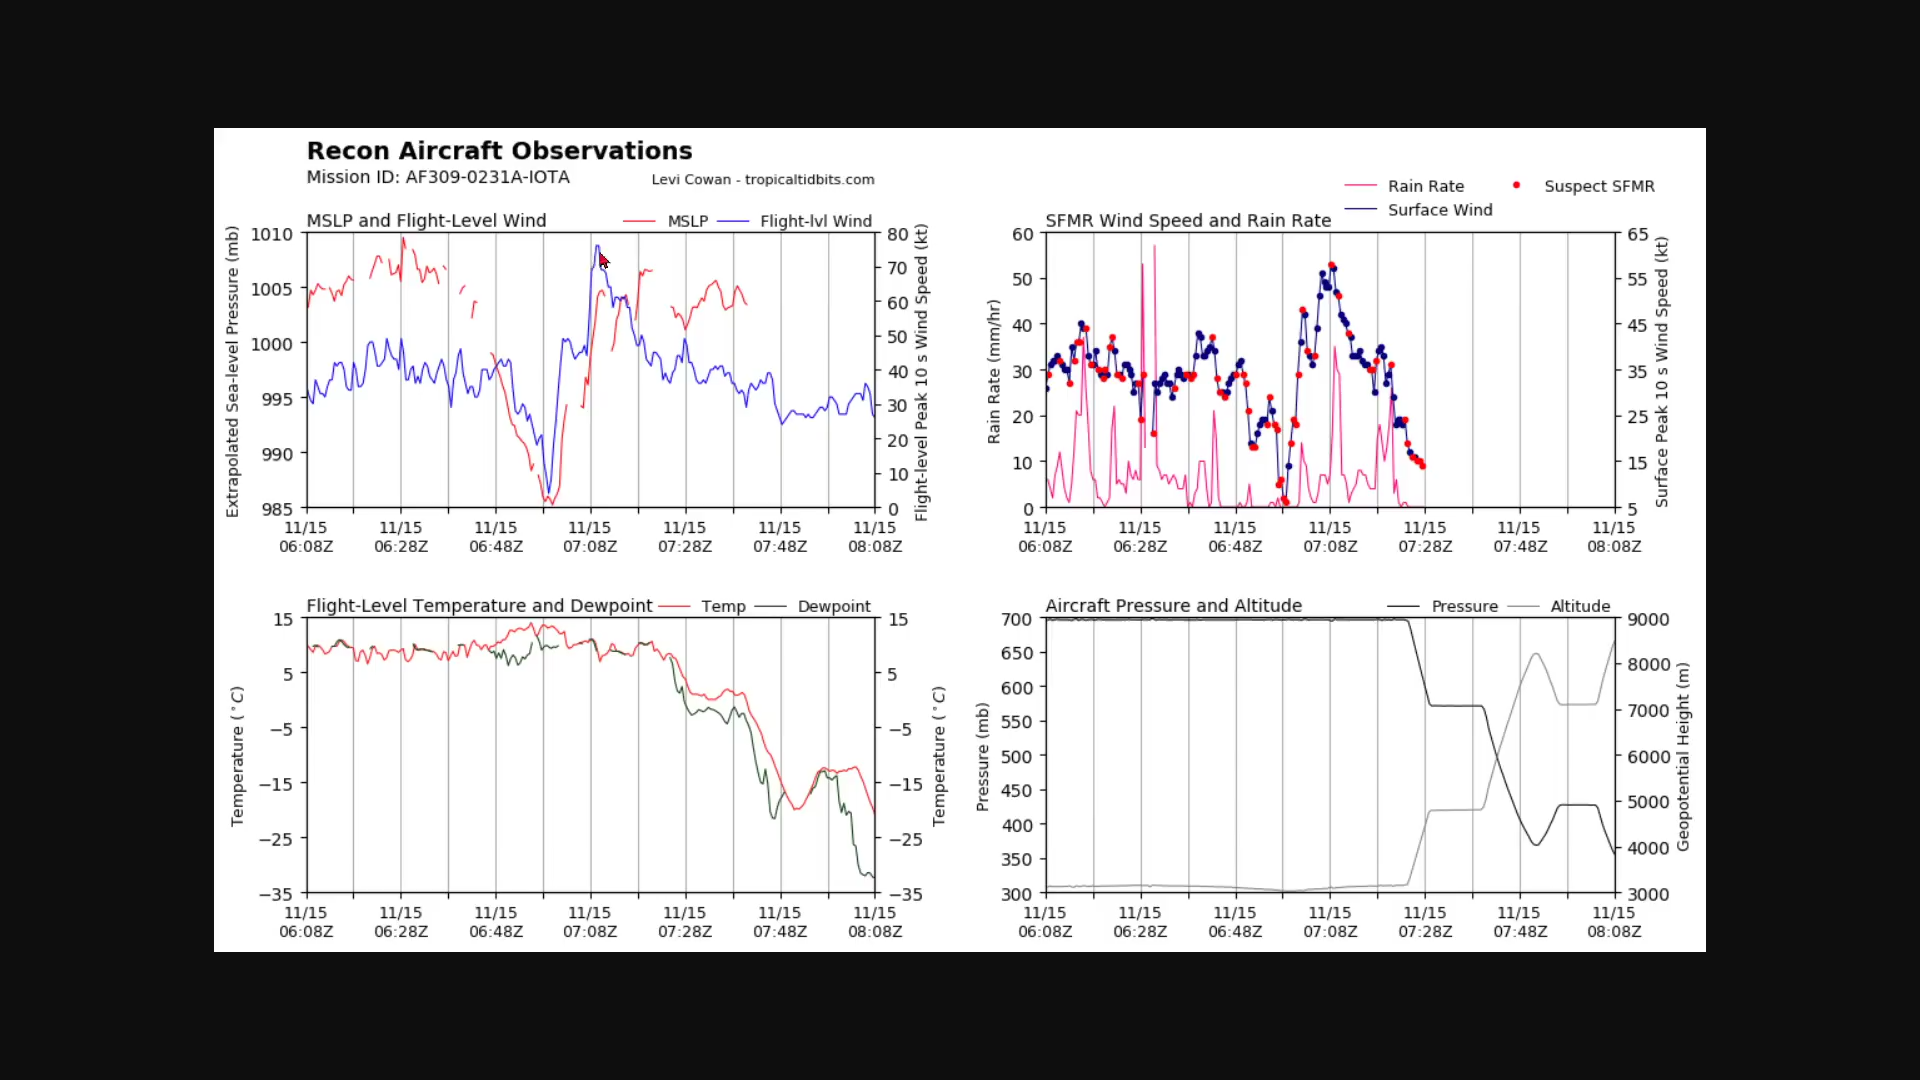 Recon Aircraft Observations
Mission ID: AF309-0231A-IOTA
Levi Cowan - tropicaltidbits.com
MSLP and Flight-Level Wind
MSLP
Flight-lvl Wind
Extrapolated Sea-level Pressure (mb)
1010
1005
1000
995
990
985
80
70
60
50
40
30
20
10
0
Flight-level Peak 10 s Wind Speed (kt)
11/15 11/15 11/15 11/15 11/15 11/15 11/15
06:08Z 06:28Z 06:48Z 07:08Z 07:28Z 07:48Z 08:08Z
Rain Rate
Suspect SFMR
Surface Wind
SFMR Wind Speed and Rain Rate
Rain Rate (mm/hr)
60
50
40
30
20
10
0
65
55
45
35
25
15
5
Surface Peak 10 s Wind Speed (kt)
11/15 11/15 11/15 11/15 11/15 11/15 11/15
06:08Z 06:28Z 06:48Z 07:08Z 07:28Z 07:48Z 08:08Z
Flight-Level Temperature and Dewpoint
Temp
Dewpoint
Temperature (°C)
15
5
−5
−15
−25
−35
15
5
−5
−15
−25
−35
Temperature (°C)
11/15 11/15 11/15 11/15 11/15 11/15 11/15
06:08Z 06:28Z 06:48Z 07:08Z 07:28Z 07:48Z 08:08Z
Aircraft Pressure and Altitude
Pressure
Altitude
Pressure (mb)
700
650
600
550
500
450
400
350
300
9000
8000
7000
6000
5000
4000
3000
Geopotential Height (m)
11/15 11/15 11/15 11/15 11/15 11/15 11/15
06:08Z 06:28Z 06:48Z 07:08Z 07:28Z 07:48Z 08:08Z